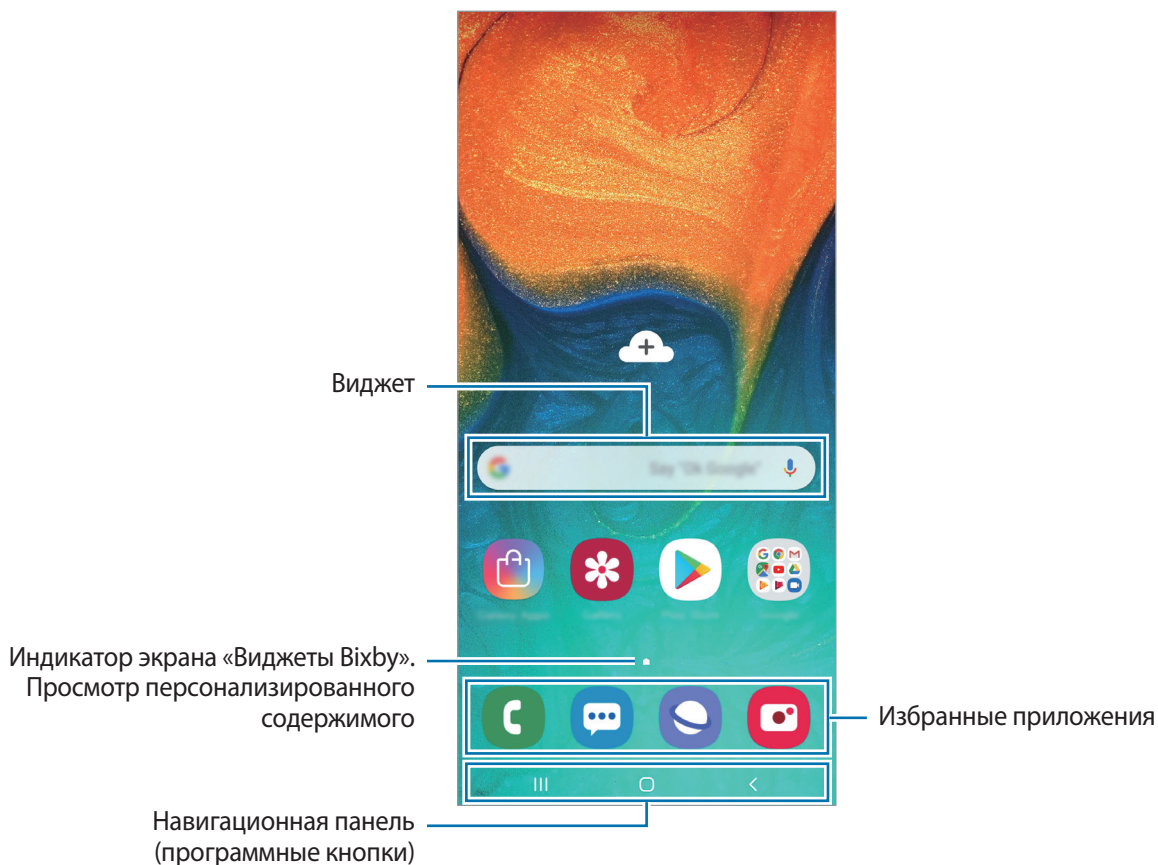 Виджет
Say "Ok Google"
Индикатор экрана «Виджеты Bixby».
Просмотр персонализированного
содержимого
Избранные приложения
Навигационная панель
(программные кнопки)